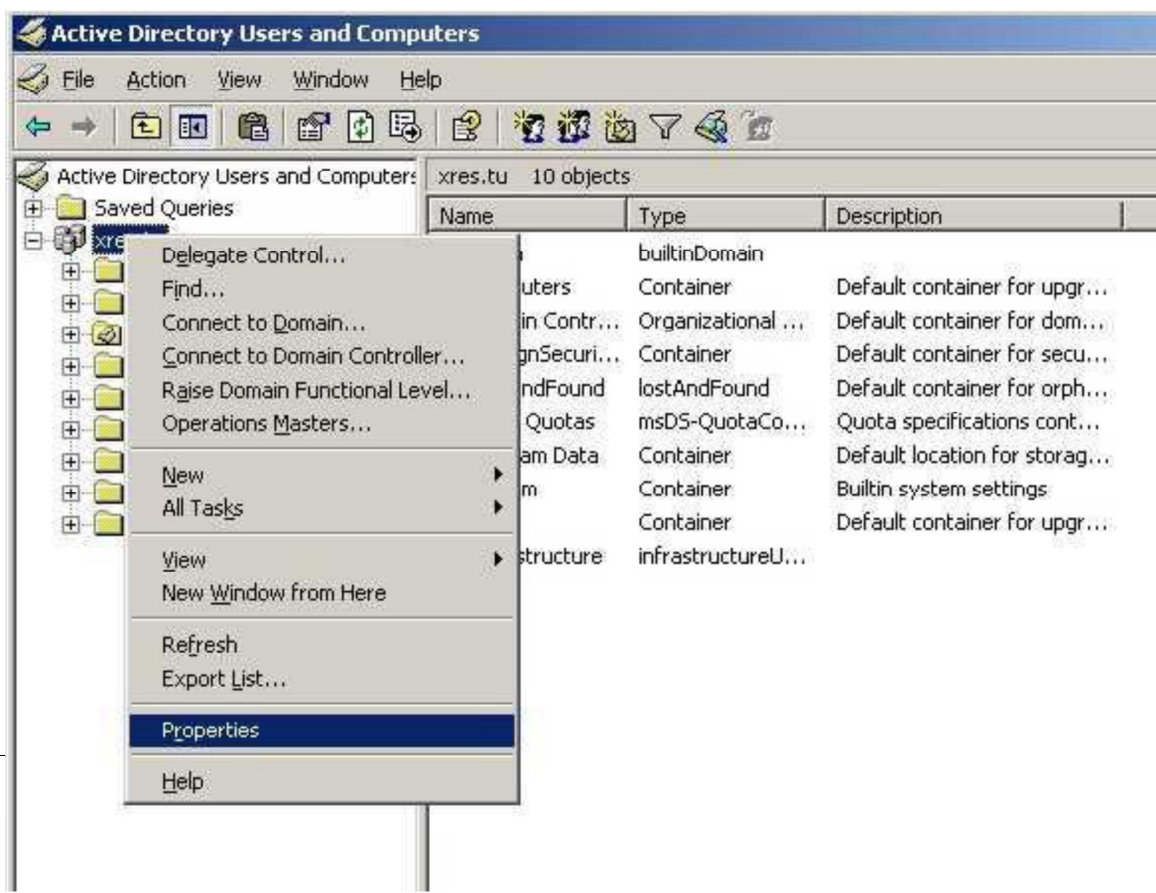 Active Directory Users and Computers
File Action View Window Help
Active Directory Users and Computers
xres.tu 10 objects
Saved Queries
Name Type Description
xre
builtinDomain
uters Container Default container for upgr...
in Contr... Organizational ... Default container for dom...
gnSecuri... Container Default container for secu...
ndFound lostAndFound Default container for orph...
Quotas msDS-QuotaCo... Quota specifications cont...
am Data Container Default location for storag...
m Container Builtin system settings
Container Default container for upgr...
structure infrastructureU...
Delegate Control...
Find...
Connect to Domain...
Connect to Domain Controller...
Raise Domain Functional Level...
Operations Masters...
New
All Tasks
View
New Window from Here
Refresh
Export List...
Properties
Help